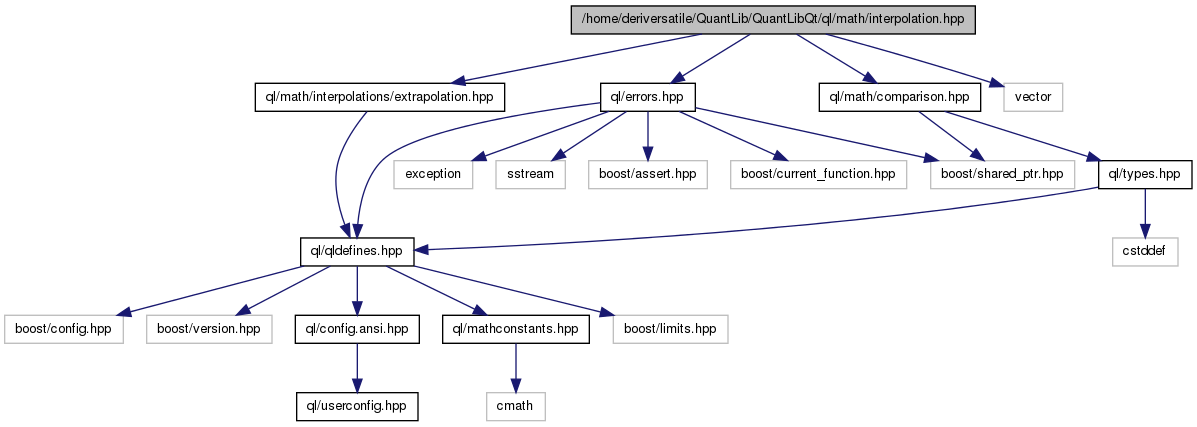 /home/deriversatile/QuantLib/QuantLibQt/ql/math/interpolation.hpp
ql/math/interpolations/extrapolation.hpp
ql/errors.hpp
ql/math/comparison.hpp
vector
exception
sstream
boost/assert.hpp
boost/current_function.hpp
boost/shared_ptr.hpp
ql/types.hpp
ql/qldefines.hpp
cstddef
boost/config.hpp
boost/version.hpp
ql/config.ansi.hpp
ql/mathconstants.hpp
boost/limits.hpp
ql/userconfig.hpp
cmath